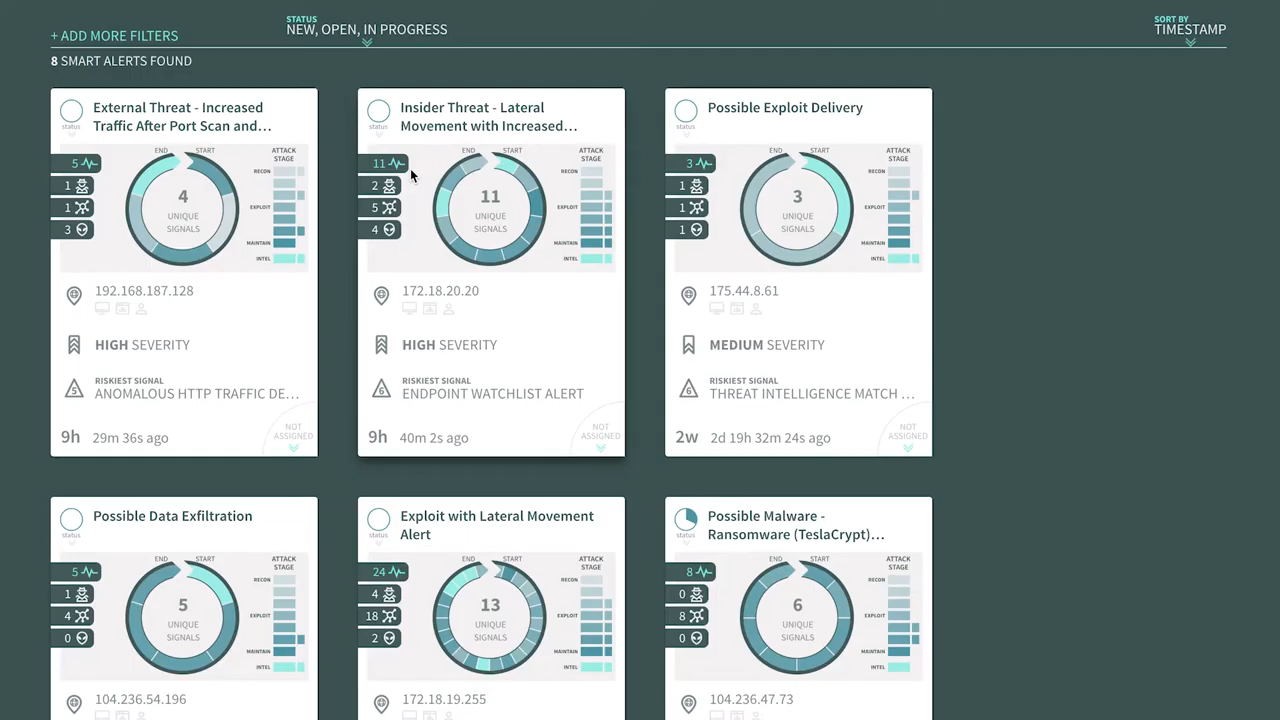 + ADD MORE FILTERS
STATUS
NEW, OPEN, IN PROGRESS
SORT BY
TIMESTAMP
8 SMART ALERTS FOUND
status
External Threat - Increased
Traffic After Port Scan and…
5
1
1
3
END
START
4
UNIQUE
SIGNALS
ATTACK
STAGE
RECON
EXPLOIT
MAINTAIN
INTEL
192.168.187.128
HIGH SEVERITY
5
RISKIEST SIGNAL
ANOMALOUS HTTP TRAFFIC DE…
9h 29m 36s ago
NOT
ASSIGNED
status
Insider Threat - Lateral
Movement with Increased…
11
2
5
4
END
START
11
UNIQUE
SIGNALS
ATTACK
STAGE
RECON
EXPLOIT
MAINTAIN
INTEL
172.18.20.20
HIGH SEVERITY
6
RISKIEST SIGNAL
ENDPOINT WATCHLIST ALERT
9h 40m 2s ago
NOT
ASSIGNED
status
Possible Exploit Delivery
3
1
1
1
END
START
3
UNIQUE
SIGNALS
ATTACK
STAGE
RECON
EXPLOIT
MAINTAIN
INTEL
175.44.8.61
MEDIUM SEVERITY
6
RISKIEST SIGNAL
THREAT INTELLIGENCE MATCH …
2w 2d 19h 32m 24s ago
NOT
ASSIGNED
status
Possible Data Exfiltration
5
1
4
0
END
START
5
UNIQUE
SIGNALS
ATTACK
STAGE
RECON
EXPLOIT
MAINTAIN
INTEL
104.236.54.196
status
Exploit with Lateral Movement
Alert
24
4
18
2
END
START
13
UNIQUE
SIGNALS
ATTACK
STAGE
RECON
EXPLOIT
MAINTAIN
INTEL
172.18.19.255
status
Possible Malware -
Ransomware (TeslaCrypt)…
8
0
8
0
END
START
6
UNIQUE
SIGNALS
ATTACK
STAGE
RECON
EXPLOIT
MAINTAIN
INTEL
104.236.47.73